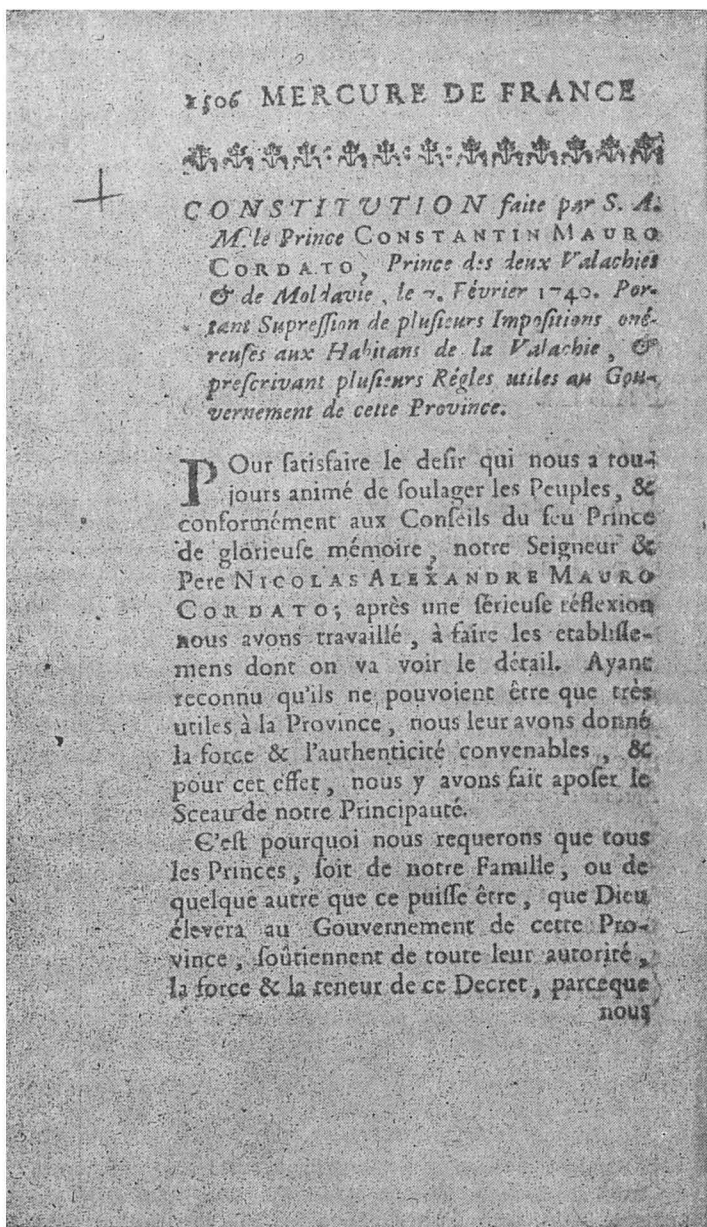 1506 MERCURE DE FRANCE
CONSTITUTION faite par S. A.
M. le Prince CONSTANTIN MAURO
CORDATO, Prince des deux Valachies
& de Moldavie, le 7. Février 1740. Por-
tant Supreſſion de pluſieurs Impoſitions oné-
reuſes aux Habitans de la Valachie, &
preſcrivant pluſieurs Régles utiles au Gou-
vernement de cette Province.
POur ſatisfaire le deſir qui nous a tou-
jours animé de ſoulager les Peuples, &
conformément aux Conſeils du feu Prince
de glorieuſe mémoire, notre Seigneur &
Pere NICOLAS ALEXANDRE MAURO
CORDATO; après une ſérieuſe réflexion
nous avons travaillé, à faire les etabliſſe-
mens dont on va voir le détail. Ayant
reconnu qu'ils ne pouvoient être que très
utiles à la Province, nous leur avons donné
la force & l'authenticité convenables, &
pour cet effet, nous y avons fait apoſer le
Sceau de notre Principauté.
C'eſt pourquoi nous requerons que tous
les Princes, ſoit de notre Famille, ou de
quelque autre que ce puiſſe être, que Dieu
élevera au Gouvernement de cette Pro-
vince, ſoûtiennent de toute leur autorité,
la force & la teneur de ce Decret, parceque
nous